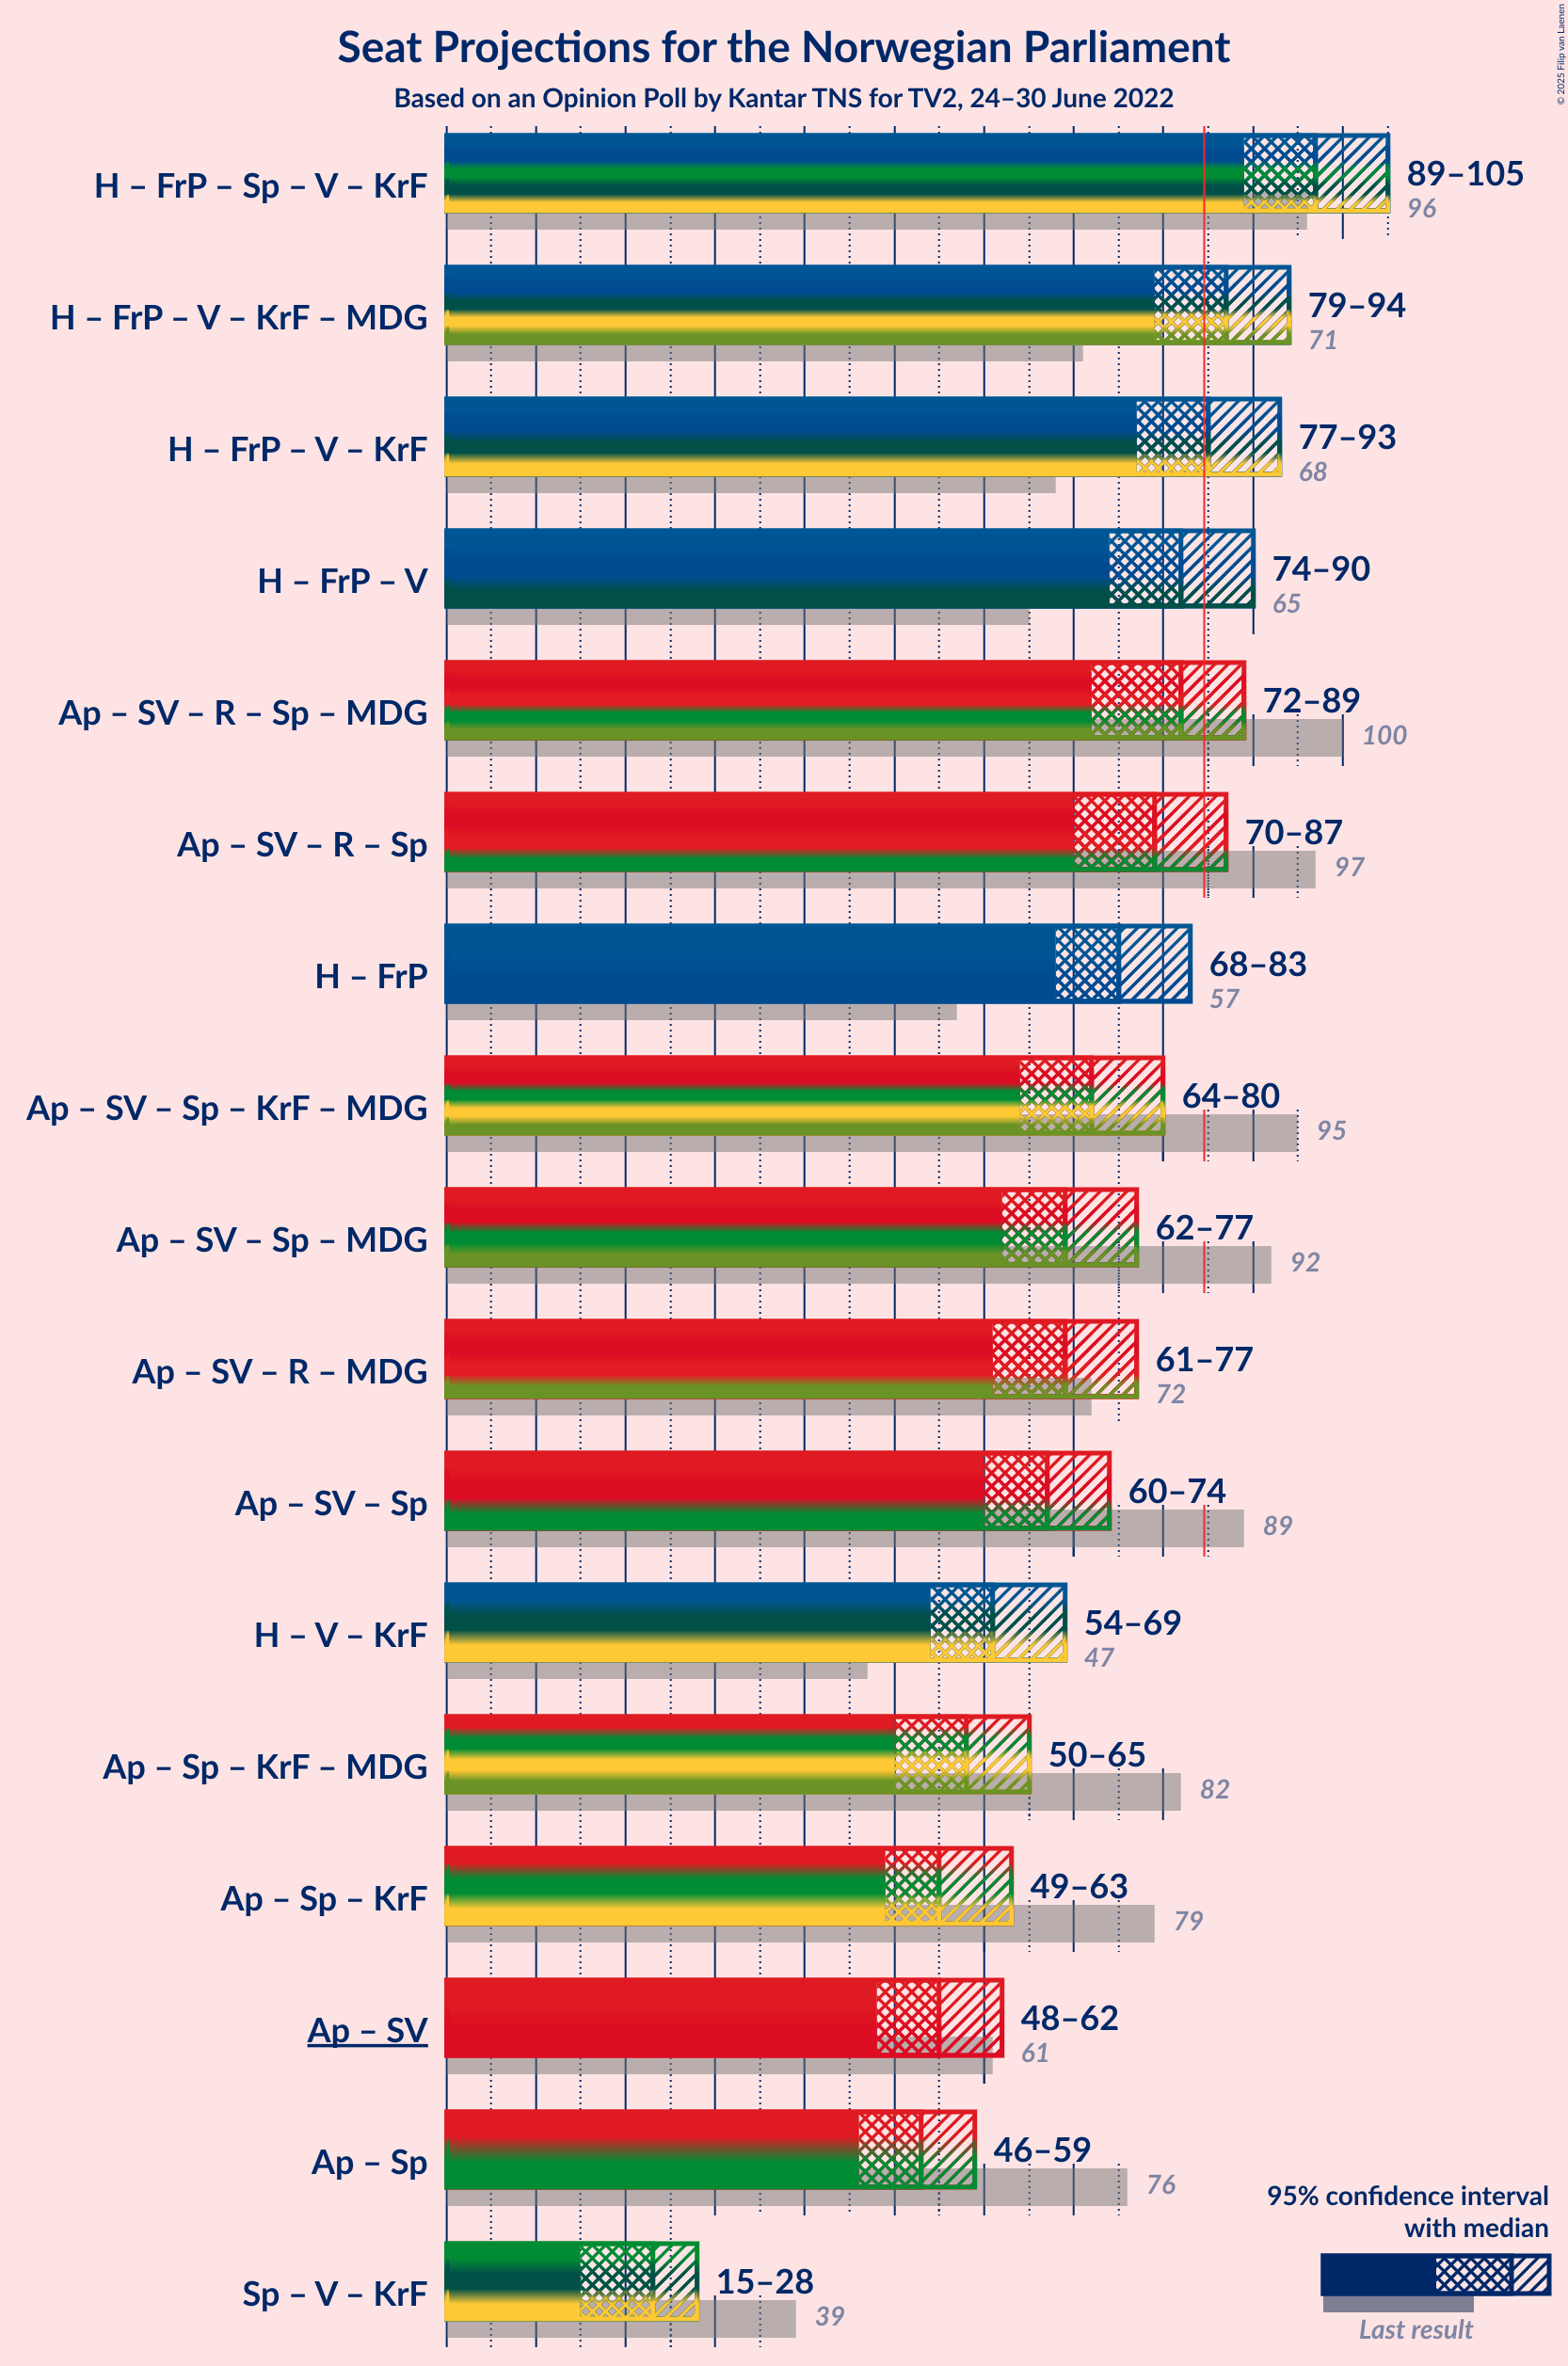 Seat Projections for the Norwegian Parliament
Based on an Opinion Poll by Kantar TNS for TV2, 24–30 June 2022
© 2025 Filip van Laenen
H – FrP – Sp – V – KrF
89–105
96
H – FrP – V – KrF – MDG
79–94
71
H – FrP – V – KrF
77–93
68
H – FrP – V
74–90
65
Ap – SV – R – Sp – MDG
72–89
100
Ap – SV – R – Sp
70–87
97
H – FrP
68–83
57
Ap – SV – Sp – KrF – MDG
64–80
95
Ap – SV – Sp – MDG
62–77
92
Ap – SV – R – MDG
61–77
72
Ap – SV – Sp
60–74
89
H – V – KrF
54–69
47
Ap – Sp – KrF – MDG
50–65
82
Ap – Sp – KrF
49–63
79
Ap – SV
48–62
61
Ap – Sp
46–59
76
Sp – V – KrF
15–28
39
95% confidence interval
with median
Last result